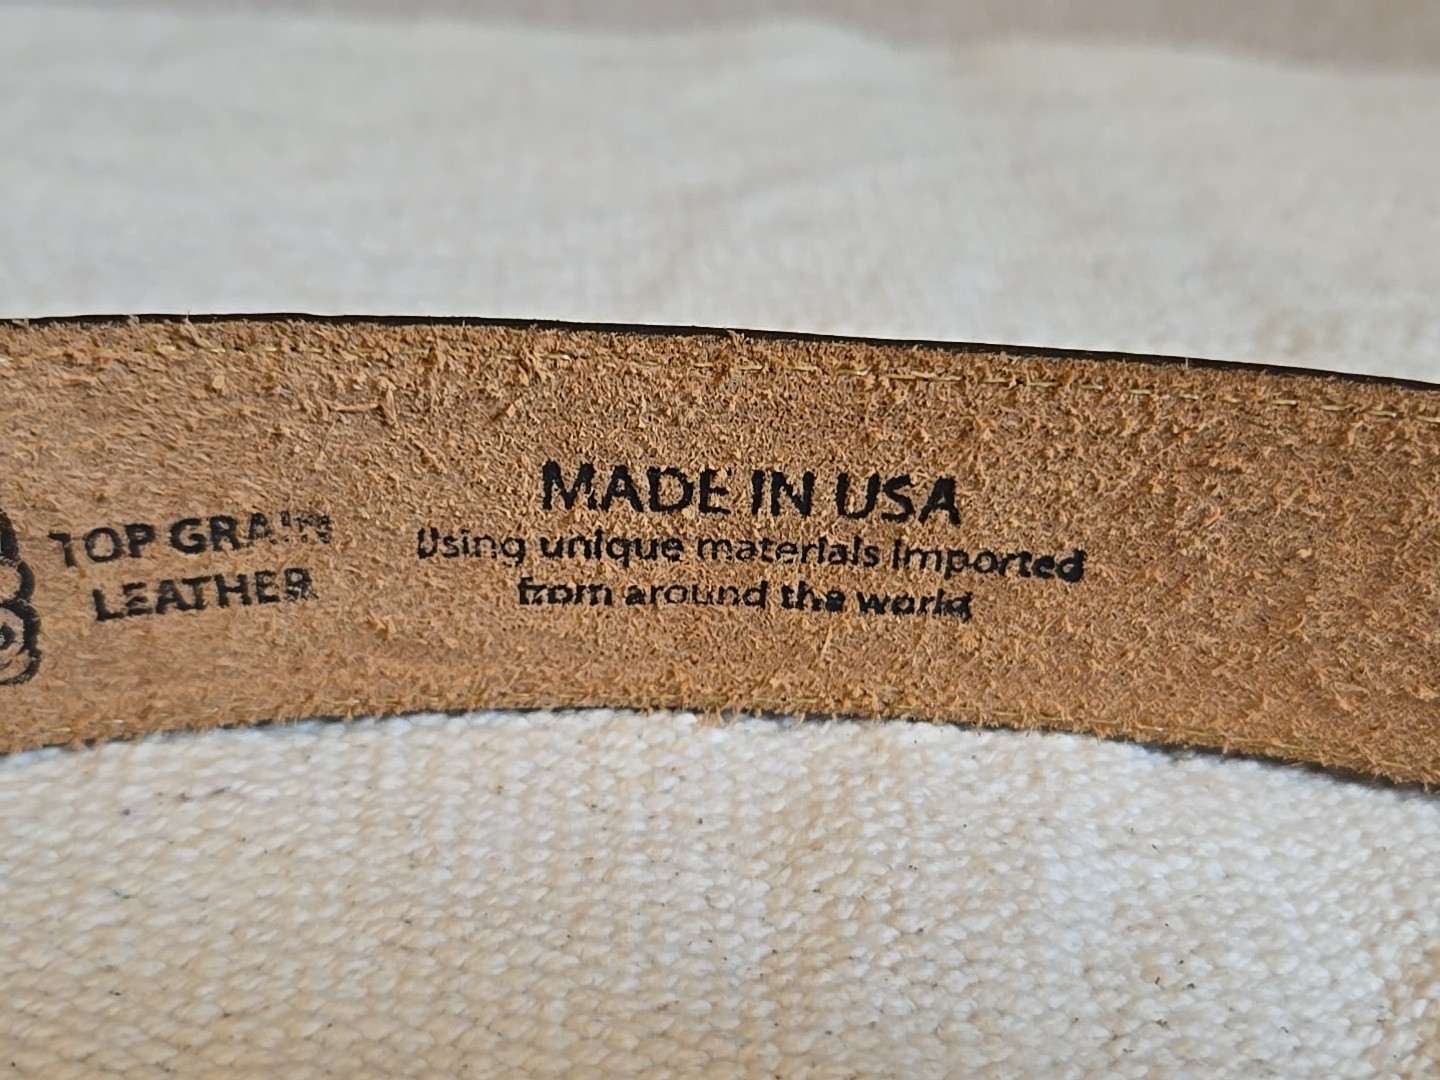 TOP GRAIN
LEATHER
MADE IN USA
Using unique materials imported
from around the world